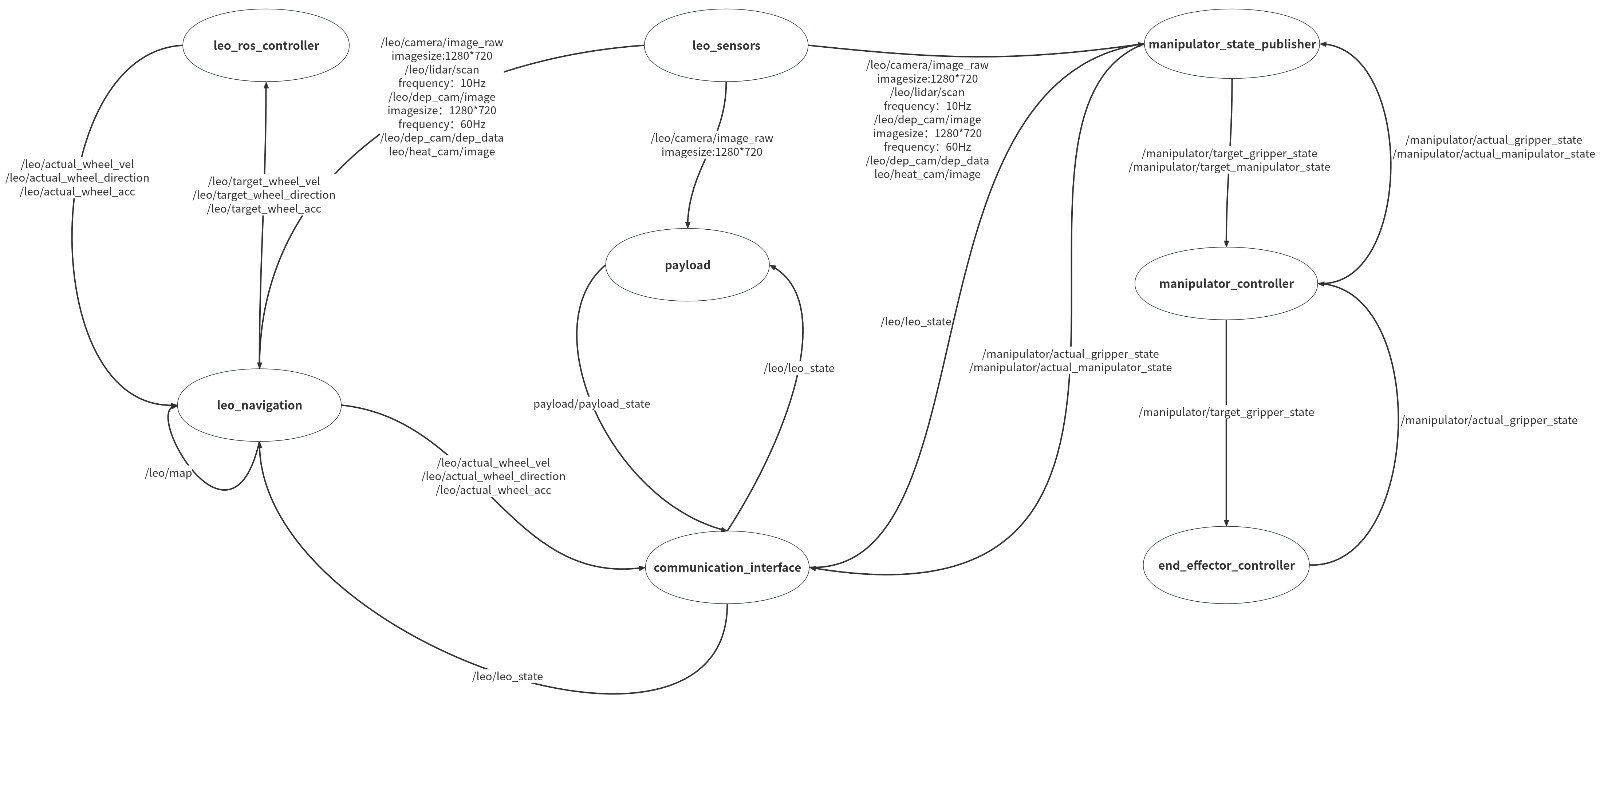 leo_ros_controller
leo_sensors
manipulator_state_publisher
/leo/camera/image_raw
imagesize:1280*720
/leo/lidar/scan
frequency：10Hz
/leo/dep_cam/image
imagesize：1280*720
frequency：60Hz
/leo/dep_cam/dep_data
leo/heat_cam/image
/leo/camera/image_raw
imagesize:1280*720
/leo/lidar/scan
frequency：10Hz
/leo/dep_cam/image
imagesize：1280*720
frequency：60Hz
/leo/dep_cam/dep_data
leo/heat_cam/image
/leo/camera/image_raw
imagesize:1280*720
/manipulator/actual_gripper_state
/manipulator/actual_manipulator_state
/manipulator/target_gripper_state
/manipulator/target_manipulator_state
/leo/actual_wheel_vel
/leo/actual_wheel_direction
/leo/actual_wheel_acc
/leo/target_wheel_vel
/leo/target_wheel_direction
/leo/target_wheel_acc
payload
manipulator_controller
/leo/leo_state
/manipulator/actual_gripper_state
/manipulator/actual_manipulator_state
/leo/leo_state
leo_navigation
payload/payload_state
/manipulator/target_gripper_state
/manipulator/actual_gripper_state
/leo/map
/leo/actual_wheel_vel
/leo/actual_wheel_direction
/leo/actual_wheel_acc
communication_interface
end_effector_controller
/leo/leo_state